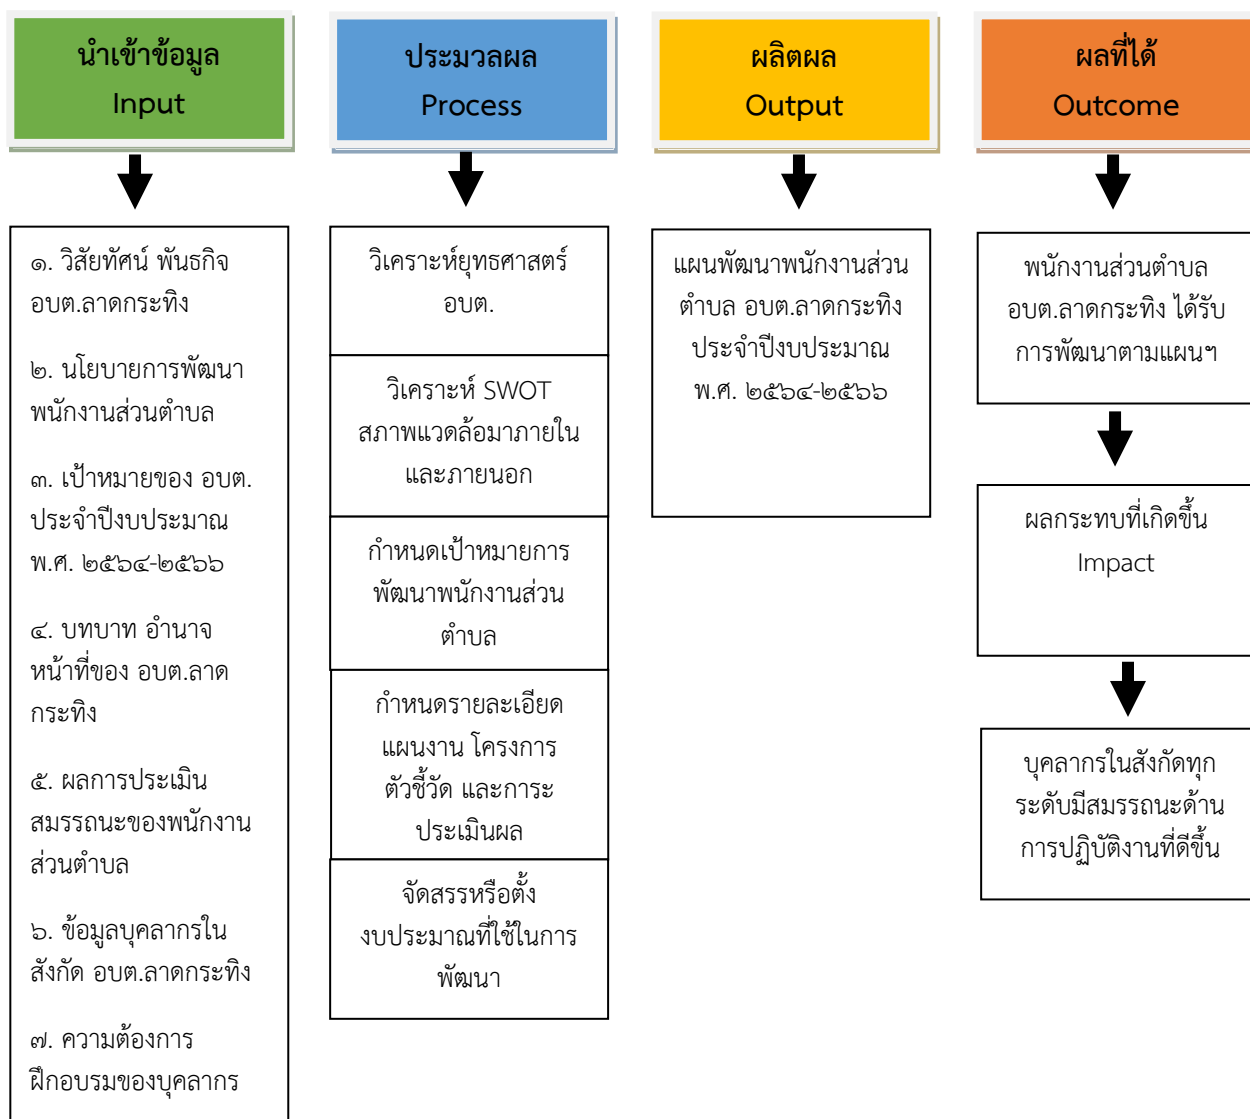 นำเข้าข้อมูล
Input
ประมวลผล
Process
ผลิตผล
Output
ผลที่ได้
Outcome
๑. วิสัยทัศน์ พันธกิจ
อบต.ลาดกระทิง
๒. นโยบายการพัฒนา
พนักงานส่วนตำบล
๓. เป้าหมายของ อบต.
ประจำปีงบประมาณ
พ.ศ. ๒๕๖๔-๒๕๖๖
๔. บทบาท อำนาจ
หน้าที่ของ อบต.ลาด
กระทิง
๕. ผลการประเมิน
สมรรถนะของพนักงาน
ส่วนตำบล
๖. ข้อมูลบุคลากรใน
สังกัด อบต.ลาดกระทิง
๗. ความต้องการ
ฝึกอบรมของบุคลากร
วิเคราะห์ยุทธศาสตร์
อบต.
วิเคราะห์ SWOT
สภาพแวดล้อมาภายใน
และภายนอก
กำหนดเป้าหมายการ
พัฒนาพนักงานส่วน
ตำบล
กำหนดรายละเอียด
แผนงาน โครงการ
ตัวชี้วัด และการะ
ประเมินผล
จัดสรรหรือตั้ง
งบประมาณที่ใช้ในการ
พัฒนา
แผนพัฒนาพนักงานส่วน
ตำบล อบต.ลาดกระทิง
ประจำปีงบประมาณ
พ.ศ. ๒๕๖๔-๒๕๖๖
พนักงานส่วนตำบล
อบต.ลาดกระทิง ได้รับ
การพัฒนาตามแผนฯ
ผลกระทบที่เกิดขึ้น
Impact
บุคลากรในสังกัดทุก
ระดับมีสมรรถนะด้าน
การปฏิบัติงานที่ดีขึ้น